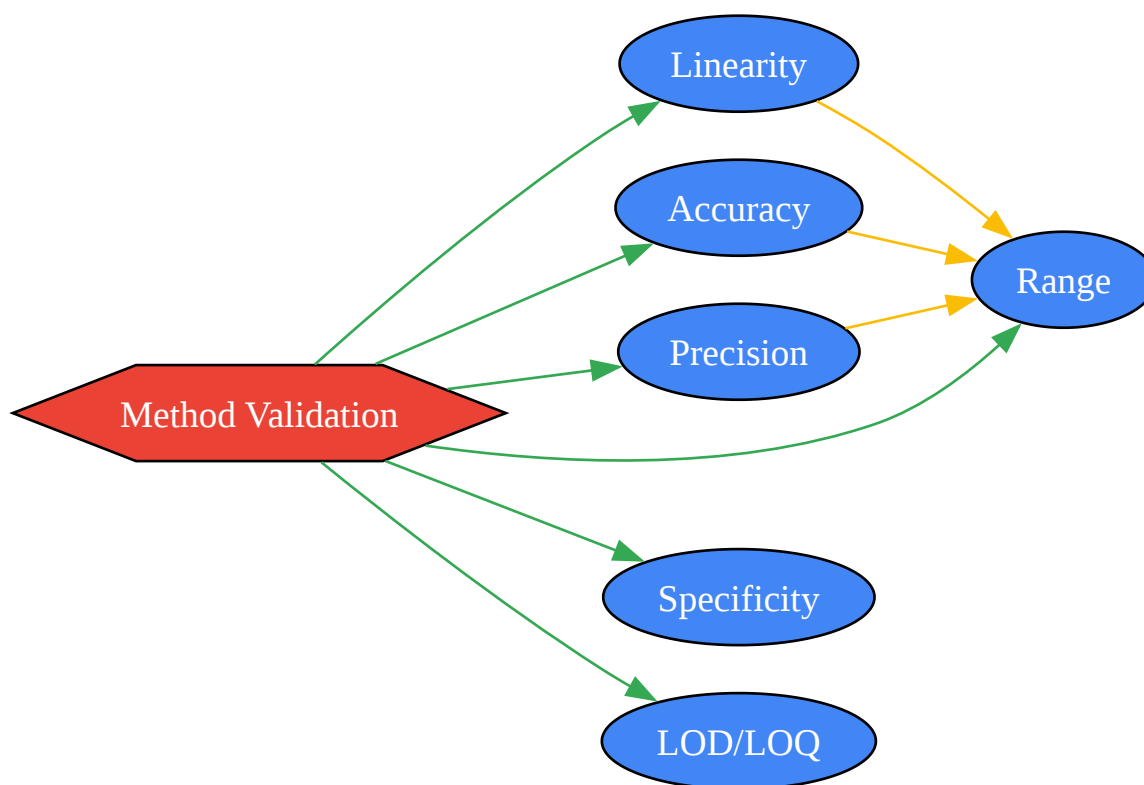 Linearity
Accuracy
Range
Precision
Method Validation
Specificity
LOD/LOQ